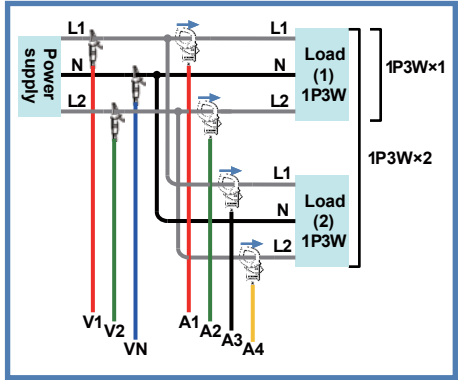 Power supply
L1
N
L2
L1
N
L2
Load
(1)
1P3W
1P3W×1
1P3W×2
L1
N
L2
Load
(2)
1P3W
V1
V2
VN
A1
A2
A3
A4